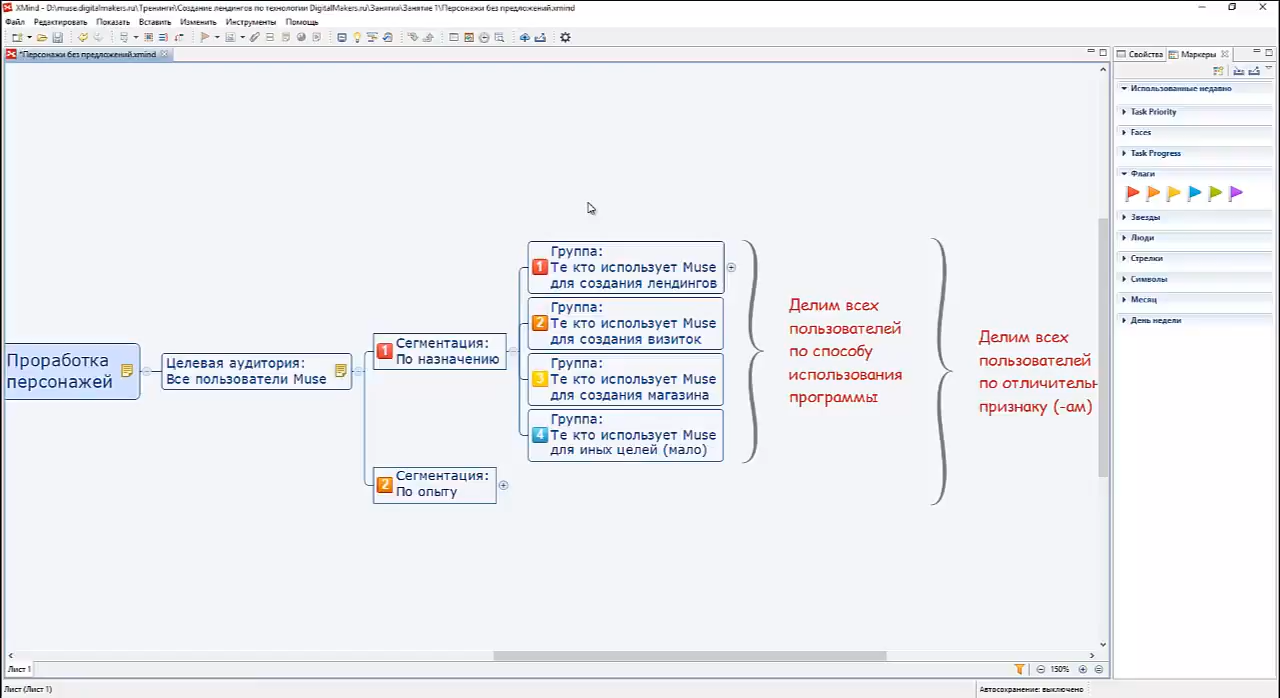 XMind - D:\muse.digitalmakers.ru\Тренинги\Создание лендингов по технологии DigitalMakers.ru\Занятия\Занятие 1\Персонажи без предложений.xmind
Файл Редактировать Показать Вставить Изменить Инструменты Помощь
*Персонажи без предложений.xmind
Свойства Маркеры
Использованные недавно
Task Priority
Faces
Task Progress
Флаги
Звезды
Люди
Стрелки
Символы
Месяц
День недели
Проработка
персонажей
Целевая аудитория:
Все пользователи Muse
1
Сегментация:
По назначению
1
Группа:
Те кто использует Muse
для создания лендингов
2
Группа:
Те кто использует Muse
для создания визиток
3
Группа:
Те кто использует Muse
для создания магазина
4
Группа:
Те кто использует Muse
для иных целей (мало)
2
Сегментация:
По опыту
Делим всех
пользователей
по способу
использования
программы
Делим всех
пользователей
по отличительн
признаку (-ам)
Лист 1
150%
Лист (Лист 1)
Автосохранение: выключено